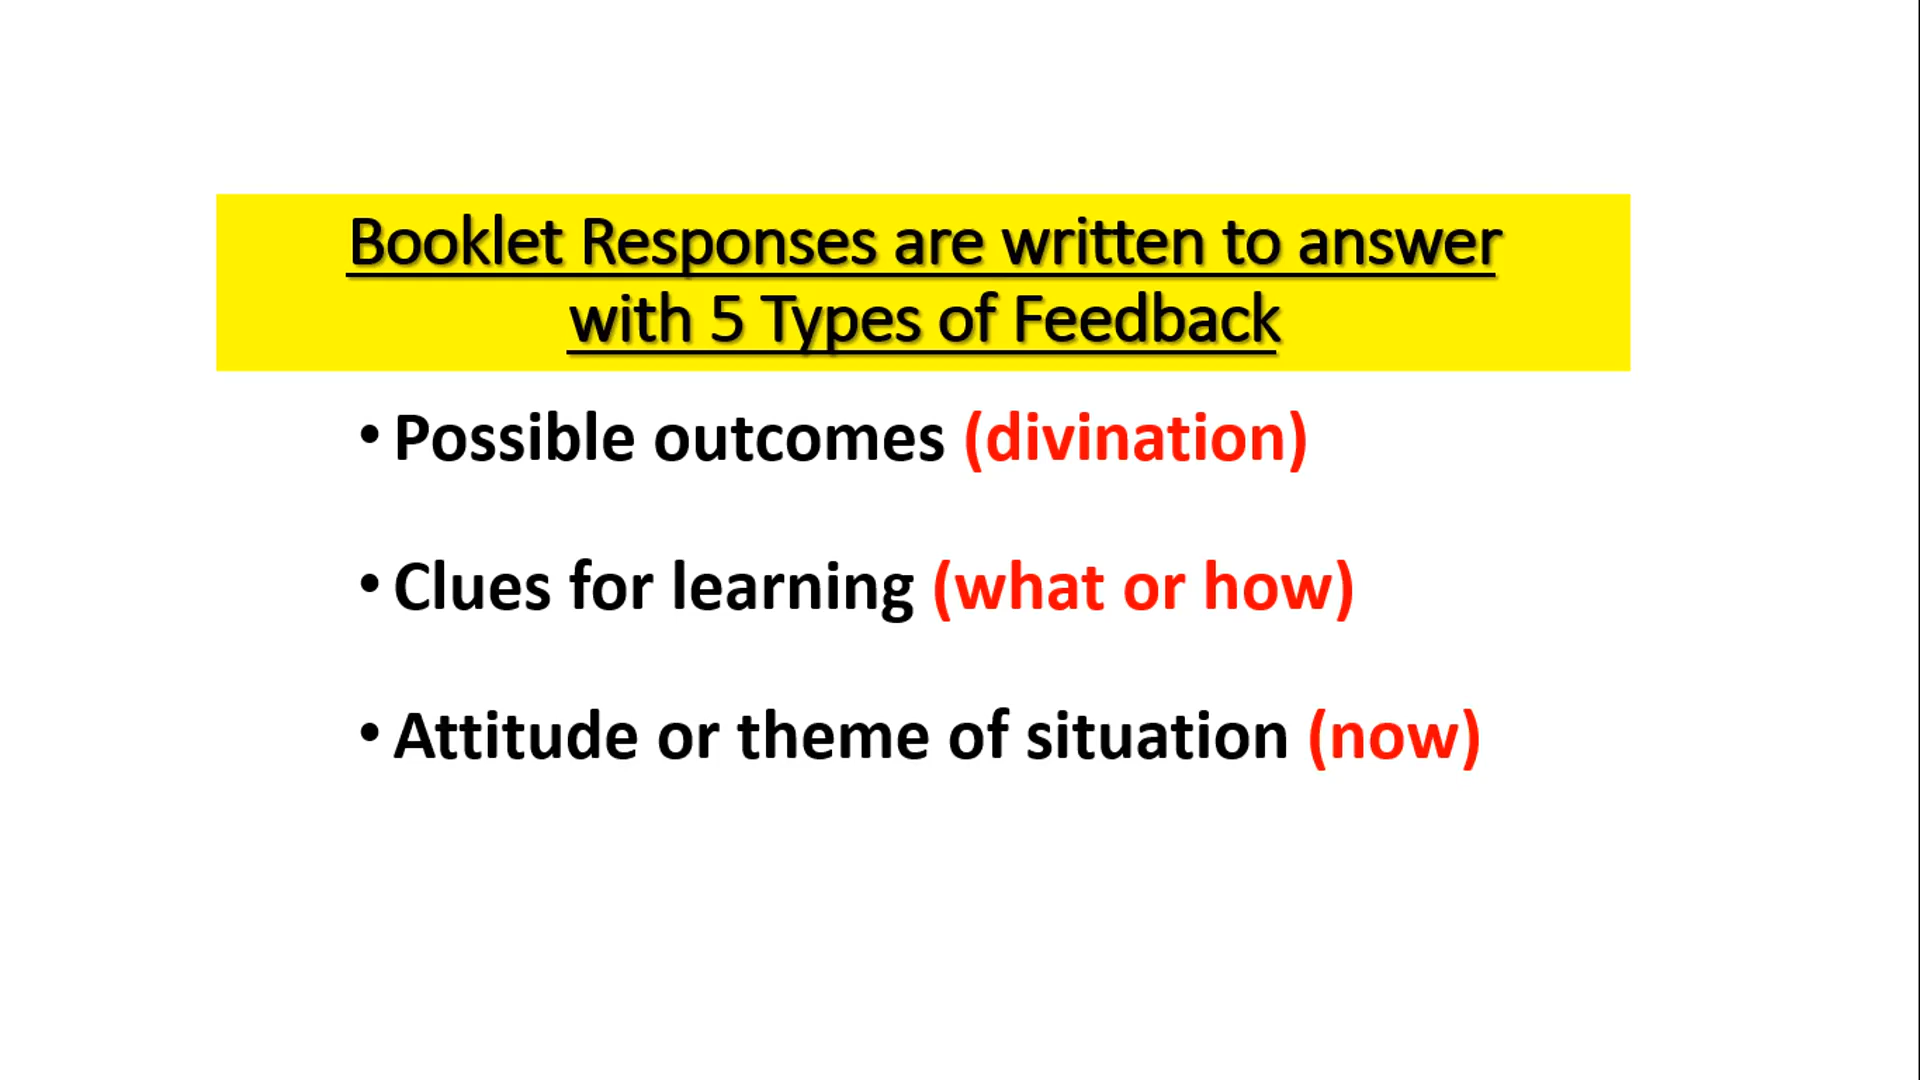 Booklet Responses are written to answer
with 5 Types of Feedback
• Possible outcomes (divination)
• Clues for learning (what or how)
• Attitude or theme of situation (now)